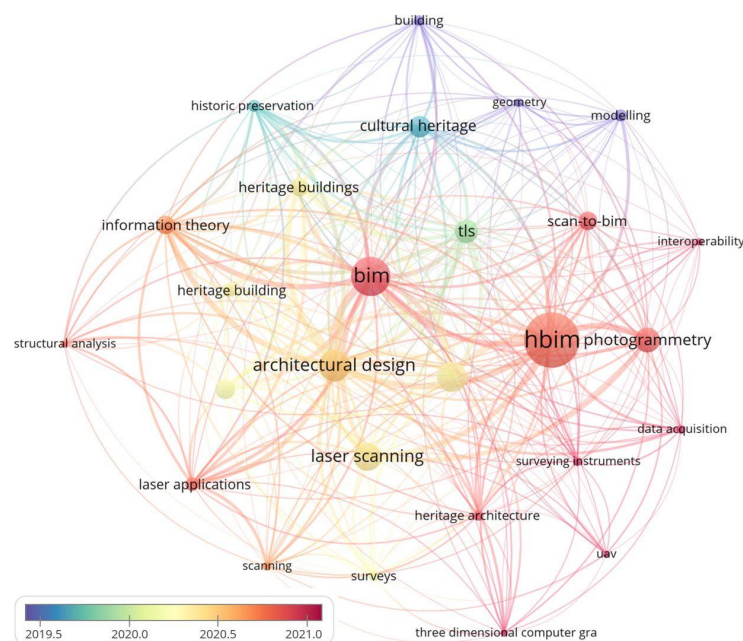 building
geometry
historic preservation
modelling
cultural heritage
heritage buildings
information theory
tls
scan-to-bim
interoperability
bim
heritage building
structural analysis
hbim
photogrammetry
architectural design
data acquisition
laser scanning
surveying instruments
laser applications
heritage architecture
uav
scanning
surveys
three dimensional computer gra
2019.5 2020.0 2020.5 2021.0